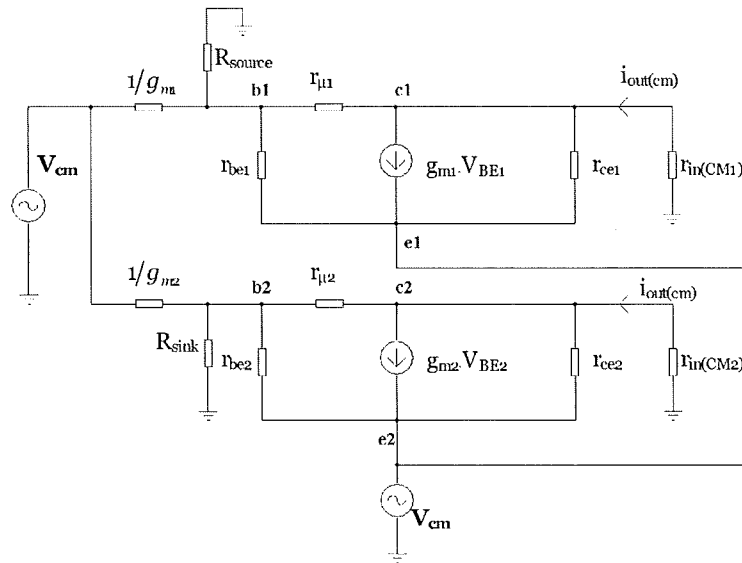 R_source
1/g_m1
b1
r_μ1
c1
i_out(cm)
V_cm
r_be1
g_m1.V_BE1
r_ce1
r_in(CM1)
e1
1/g_m2
b2
r_μ2
c2
i_out(cm)
R_sink
r_be2
g_m2.V_BE2
r_ce2
r_in(CM2)
e2
V_cm